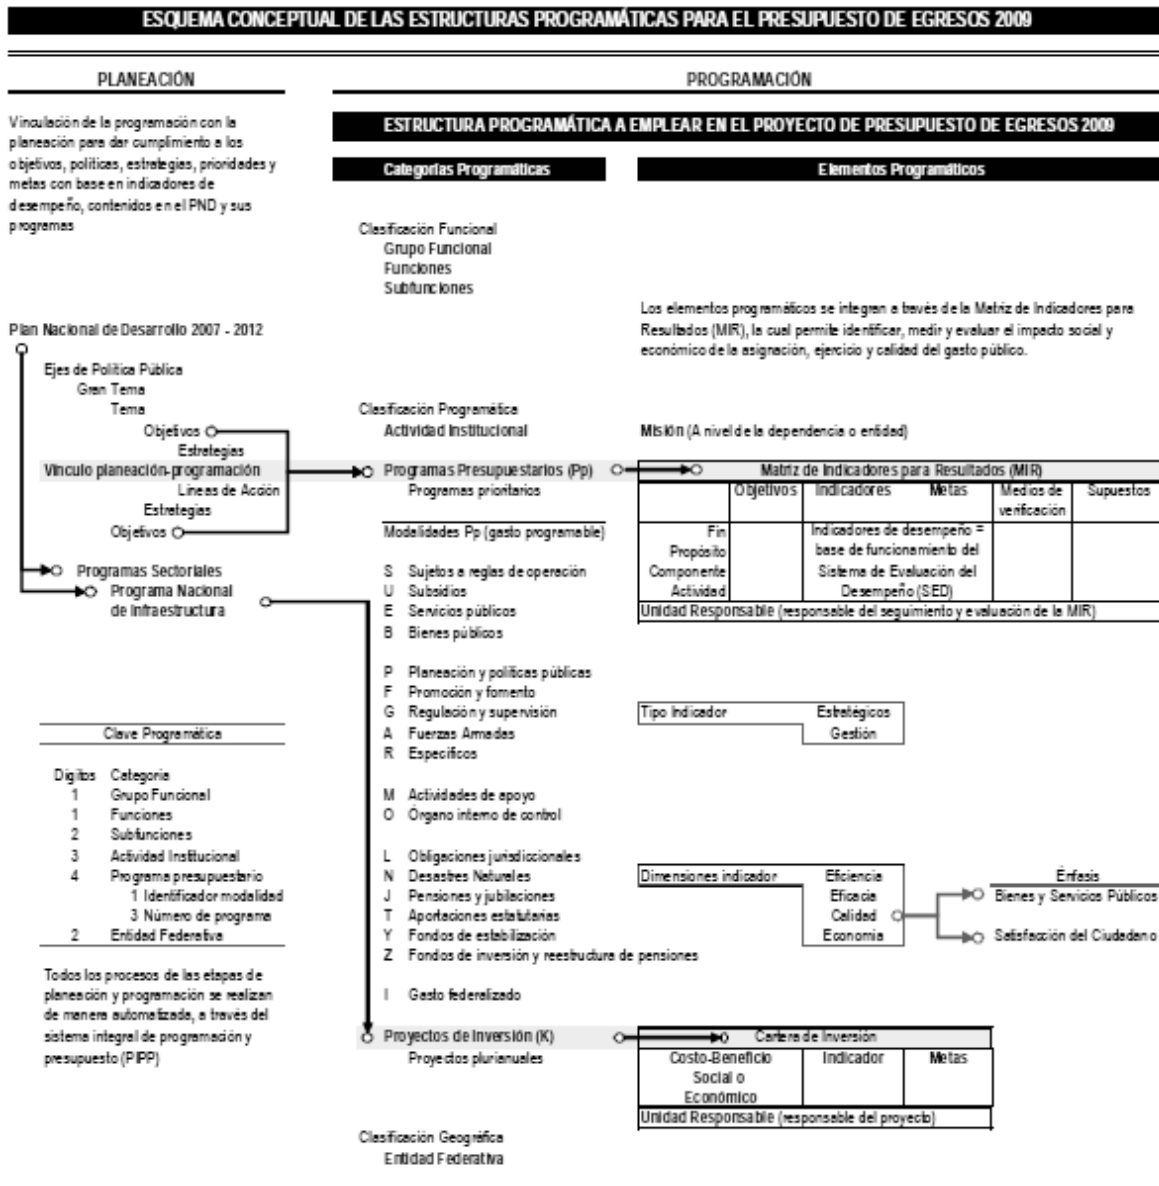 ESQUEMA CONCEPTUAL DE LAS ESTRUCTURAS PROGRAMÁTICAS PARA EL PRESUPUESTO DE EGRESOS 2009
PLANEACIÓN
Vinculación de la programación con la
planeación para dar cumplimiento a los
objetivos, políticas, estrategias, prioridades y
metas con base en indicadores de
desempeño, contenidos en el PND y sus
programas
Plan Nacional de Desarrollo 2007 - 2012
Ejes de Política Pública
Gran Tema
Tema
Objetivos
Estrategias
Vínculo planeación-programación
Líneas de Acción
Estrategias
Objetivos
Programas Sectoriales
Programa Nacional
de Infraestructura
Clave Programática
Dígitos Categoría
1 Grupo Funcional
1 Funciones
2 Subfunciones
3 Actividad Institucional
4 Programa presupuestario
1 Identificador modalidad
3 Número de programa
2 Entidad Federativa
Todos los procesos de las etapas de
planeación y programación se realizan
de manera automatizada, a través del
sistema integral de programación y
presupuesto (PIPP)
PROGRAMACIÓN
ESTRUCTURA PROGRAMÁTICA A EMPLEAR EN EL PROYECTO DE PRESUPUESTO DE EGRESOS 2009
Categorías Programáticas
Clasificación Funcional
Grupo Funcional
Funciones
Subfunciones
Clasificación Programática
Actividad Institucional
Programas Presupuestarios (Pp)
Programas prioritarios
Modalidades Pp (gasto programable)
S Sujetos a reglas de operación
U Subsidios
E Servicios públicos
B Bienes públicos
P Planeación y políticas públicas
F Promoción y fomento
G Regulación y supervisión
A Fuerzas Armadas
R Específicos
M Actividades de apoyo
O Órgano interno de control
L Obligaciones jurisdiccionales
N Desastres Naturales
J Pensiones y jubilaciones
T Aportaciones estatutarias
Y Fondos de estabilización
Z Fondos de inversión y reestructura de pensiones
I Gasto federalizado
Proyectos de Inversión (K)
Proyectos plurianuales
Clasificación Geográfica
Entidad Federativa
Elementos Programáticos
Los elementos programáticos se integran a través de la Matriz de Indicadores para
Resultados (MIR), la cual permite identificar, medir y evaluar el impacto social y
económico de la asignación, ejercicio y calidad del gasto público.
Misión (A nivel de la dependencia o entidad)
Matriz de Indicadores para Resultados (MIR)
Objetivos Indicadores Metas Medios de Supuestos
verificación
Fin Indicadores de desempeño =
Propósito base de funcionamiento del
Componente Sistema de Evaluación del
Actividad Desempeño (SED)
Unidad Responsable (responsable del seguimiento y evaluación de la MIR)
Tipo Indicador Estratégicos
Gestión
Dimensiones indicador Eficiencia Énfasis
Eficacia Bienes y Servicios Públicos
Calidad
Economía Satisfacción del Ciudadano
Cartera de Inversión
Costo-Beneficio Indicador Metas
Social o
Económico
Unidad Responsable (responsable del proyecto)